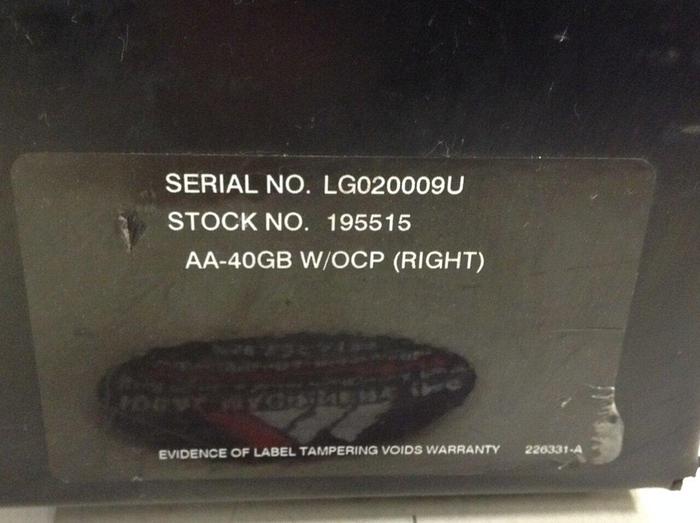 SERIAL NO. LG020009U
STOCK NO. 195515
AA-40GB W/OCP (RIGHT)
EVIDENCE OF LABEL TAMPERING VOIDS WARRANTY 226331-A